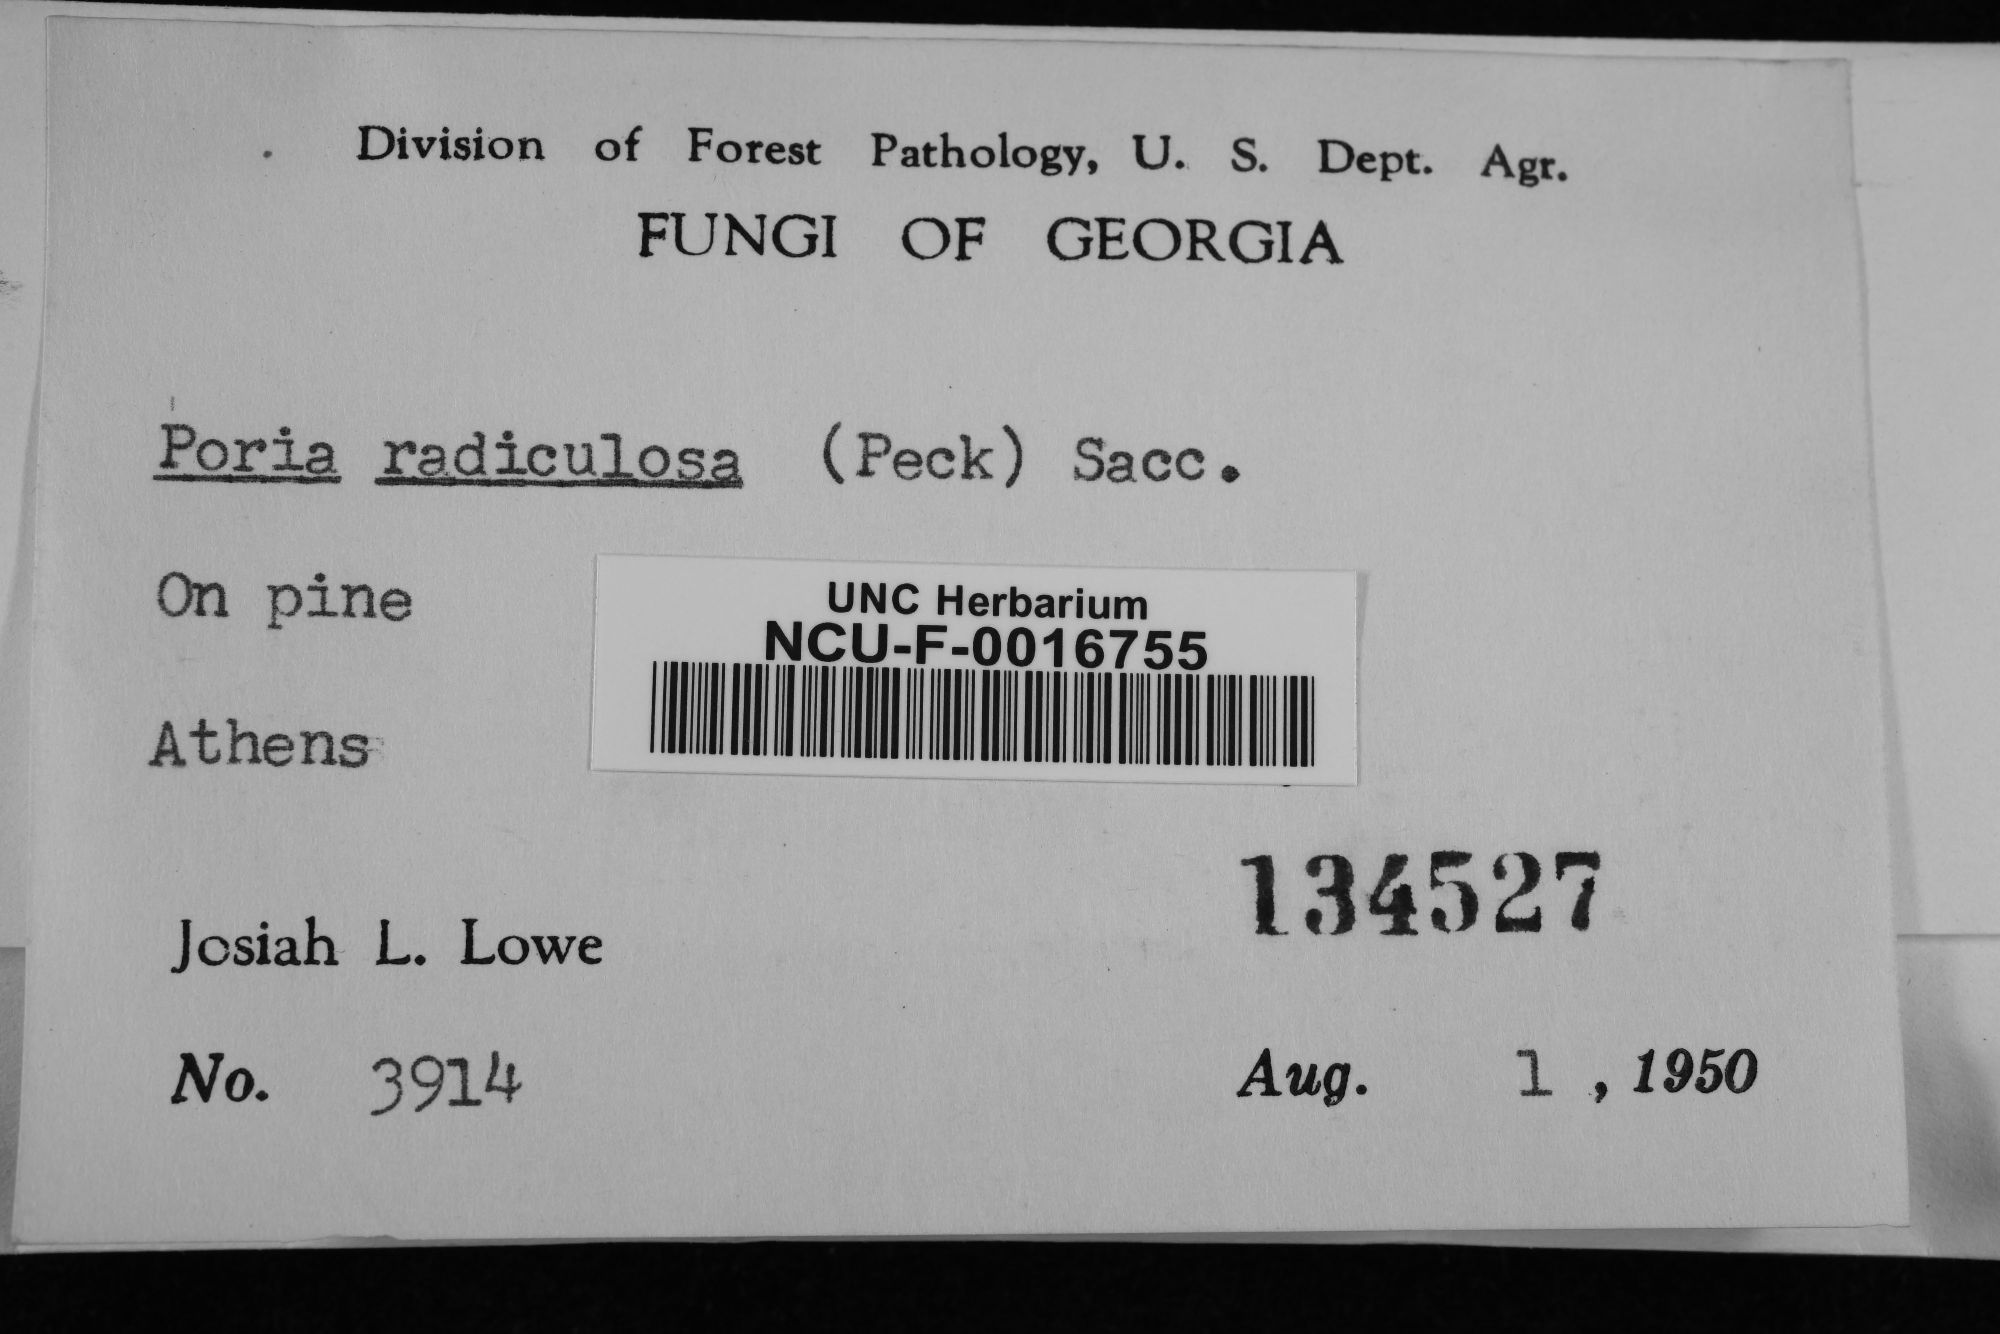 Division of Forest Pathology, U. S. Dept. Agr.
FUNGI OF GEORGIA
Poria radiculosa (Peck) Sacc.
On pine
UNC Herbarium
NCU-F-0016755
Athens
134527
Josiah L. Lowe
No. 3914
Aug. 1, 1950